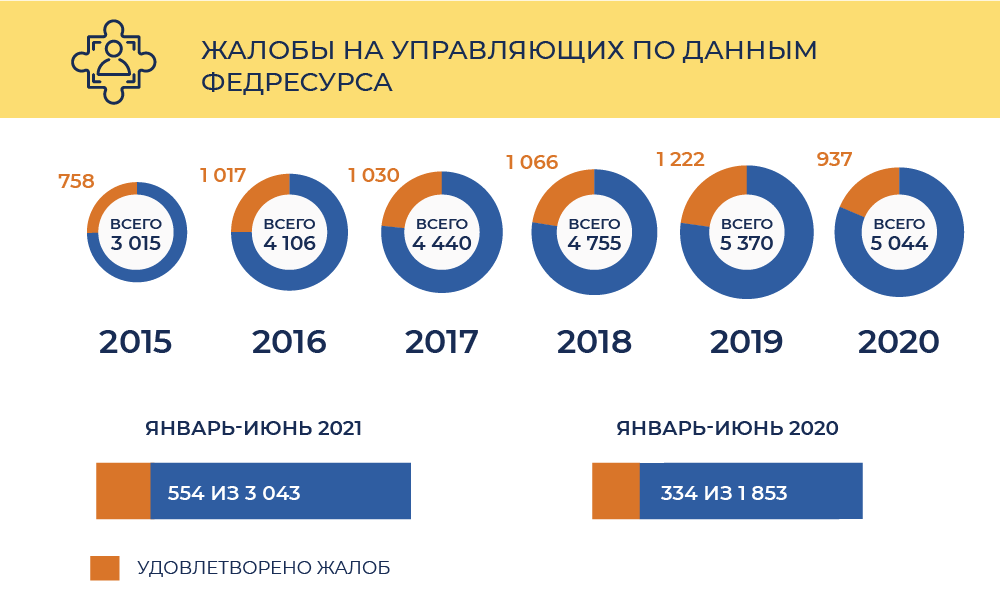 ЖАЛОБЫ НА УПРАВЛЯЮЩИХ ПО ДАННЫМ
ФЕДРЕСУРСА
758
ВСЕГО
3 015
2015
1 017
ВСЕГО
4 106
2016
1 030
ВСЕГО
4 440
2017
1 066
ВСЕГО
4 755
2018
1 222
ВСЕГО
5 370
2019
937
ВСЕГО
5 044
2020
ЯНВАРЬ-ИЮНЬ 2021
554 ИЗ 3 043
ЯНВАРЬ-ИЮНЬ 2020
334 ИЗ 1 853
УДОВЛЕТВОРЕНО ЖАЛОБ